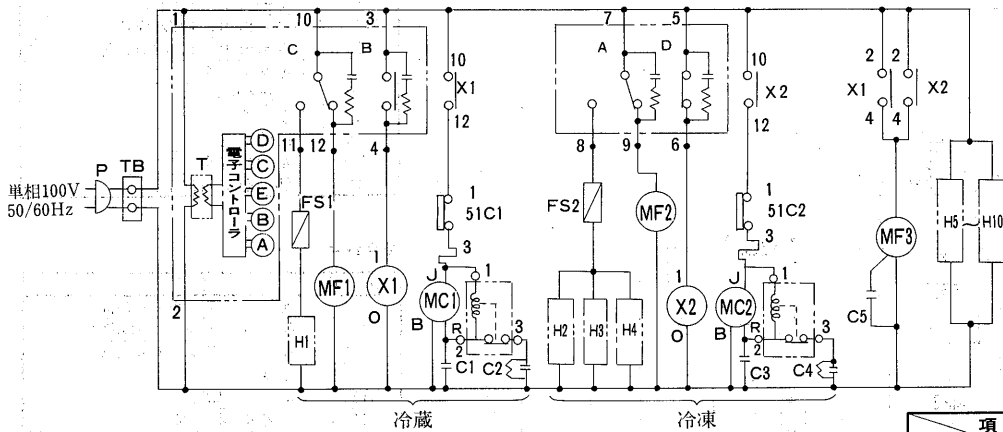 1 10 3 7 5
C B 10 A D 10 2 2
X1 X2 X1 X2
12 12 4 4
11 12 4 8 9 6
D
C
E
B
A
電子コントローラ
T
P TB
単相100V
50/60Hz
2
FS1 1 51C1 FS2 MF2 1 51C2 MF3 H5 ~ H10
3 3
MF1 1 X1 O J MC1 B 1 R 2 3 C1 C2
H1
H2 H3 H4 1 X2 O J MC2 B 1 R 2 3 C3 C4
C5
冷蔵 冷凍
項